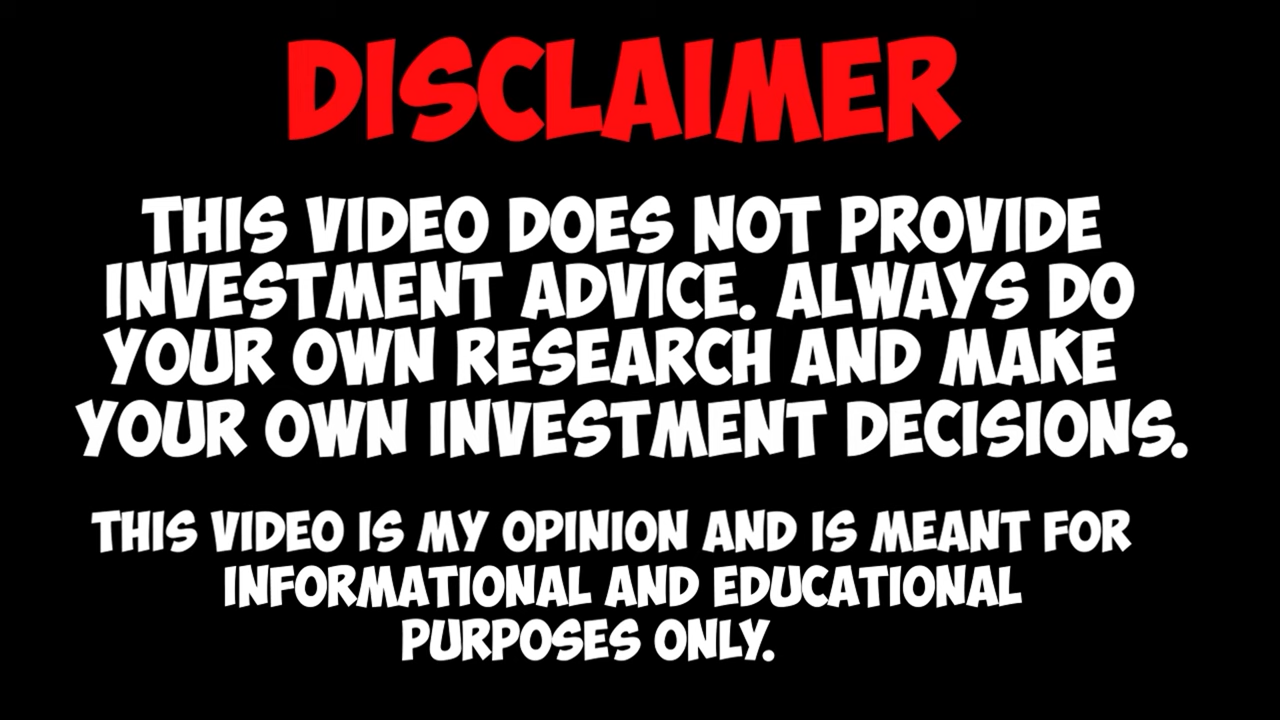 DISCLAIMER
THIS VIDEO DOES NOT PROVIDE
INVESTMENT ADVICE. ALWAYS DO
YOUR OWN RESEARCH AND MAKE
YOUR OWN INVESTMENT DECISIONS.
THIS VIDEO IS MY OPINION AND IS MEANT FOR
INFORMATIONAL AND EDUCATIONAL
PURPOSES ONLY.